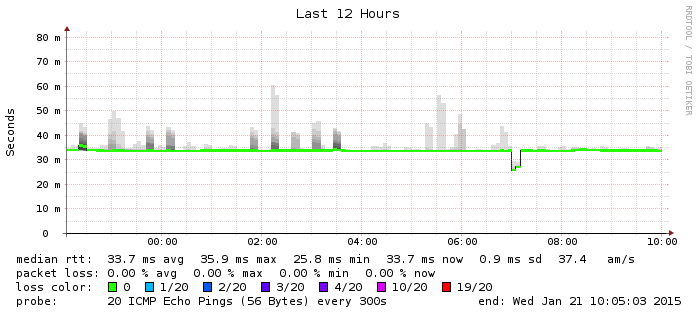 Last 12 Hours
RRDTOOL / TOBI OETIKER
Seconds
80 m
70 m
60 m
50 m
40 m
30 m
20 m
10 m
0
00:00 02:00 04:00 06:00 08:00 10:00
median rtt: 33.7 ms avg 35.9 ms max 25.8 ms min 33.7 ms now 0.9 ms sd 37.4 am/s
packet loss: 0.00 % avg 0.00 % max 0.00 % min 0.00 % now
loss color: 0 1/20 2/20 3/20 4/20 10/20 19/20
probe: 20 ICMP Echo Pings (56 Bytes) every 300s end: Wed Jan 21 10:05:03 2015